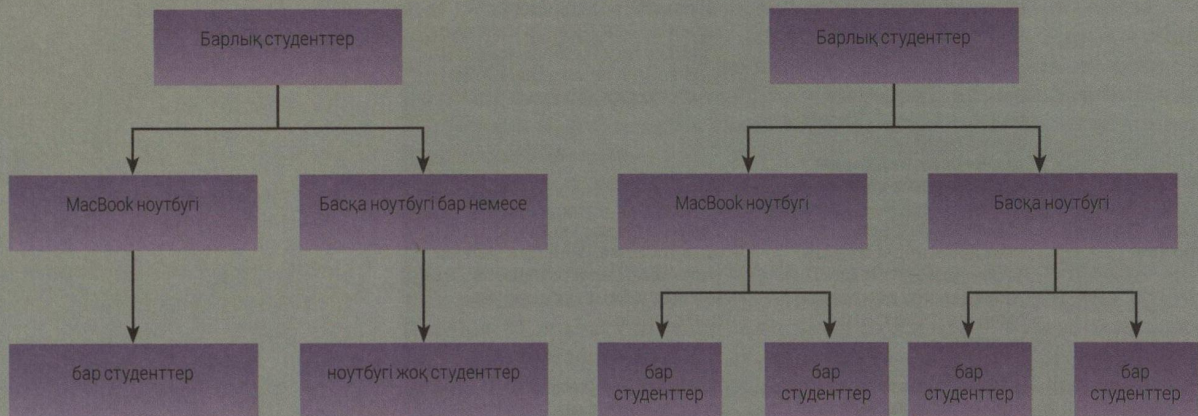 Барлық студенттер
MacBook ноутбугі
Басқа ноутбугі бар немесе
бар студенттер
ноутбугі жоқ студенттер
Барлық студенттер
MacBook ноутбугі
Басқа ноутбугі
бар
студенттер
бар
студенттер
бар
студенттер
бар
студенттер